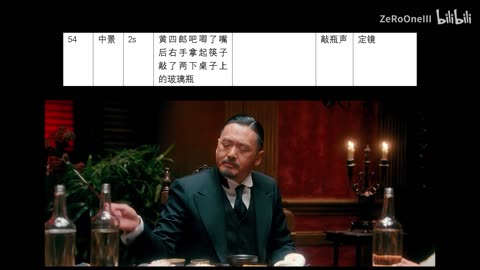 ZeRoOneIII bilibili
54 中景 2s 黄四郎吧唧了嘴 敲瓶声 定镜
后右手拿起筷子
敲了两下桌子上
的玻璃瓶